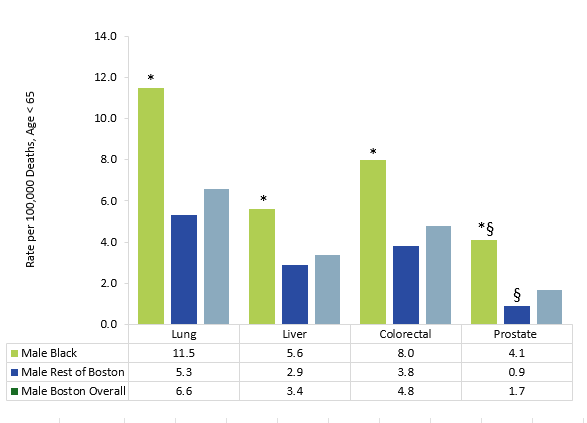 14.0
12.0
10.0
8.0
6.0
4.0
2.0
0.0
Rate per 100,000 Deaths, Age < 65
*
*
*
*§
§
Lung Liver Colorectal Prostate
Male Black 11.5 5.6 8.0 4.1
Male Rest of Boston 5.3 2.9 3.8 0.9
Male Boston Overall 6.6 3.4 4.8 1.7